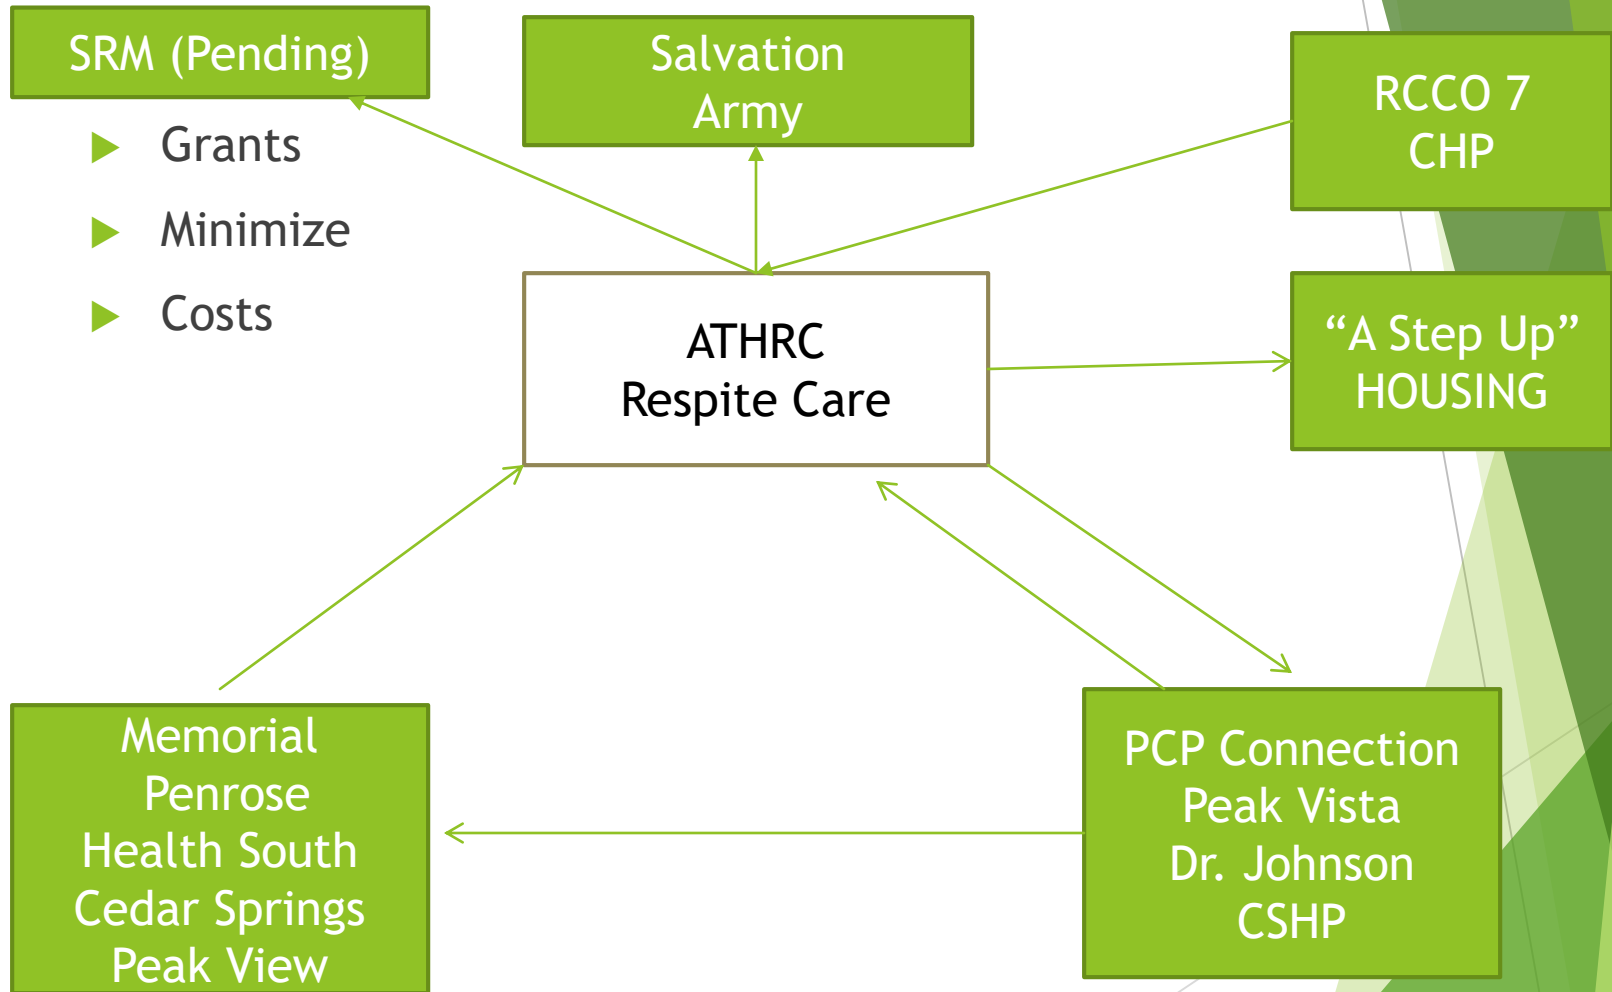 SRM (Pending)
Grants
Minimize
Costs
Salvation
Army
RCCO 7
CHP
ATHRC
Respite Care
“A Step Up”
HOUSING
Memorial
Penrose
Health South
Cedar Springs
Peak View
PCP Connection
Peak Vista
Dr. Johnson
CSHP